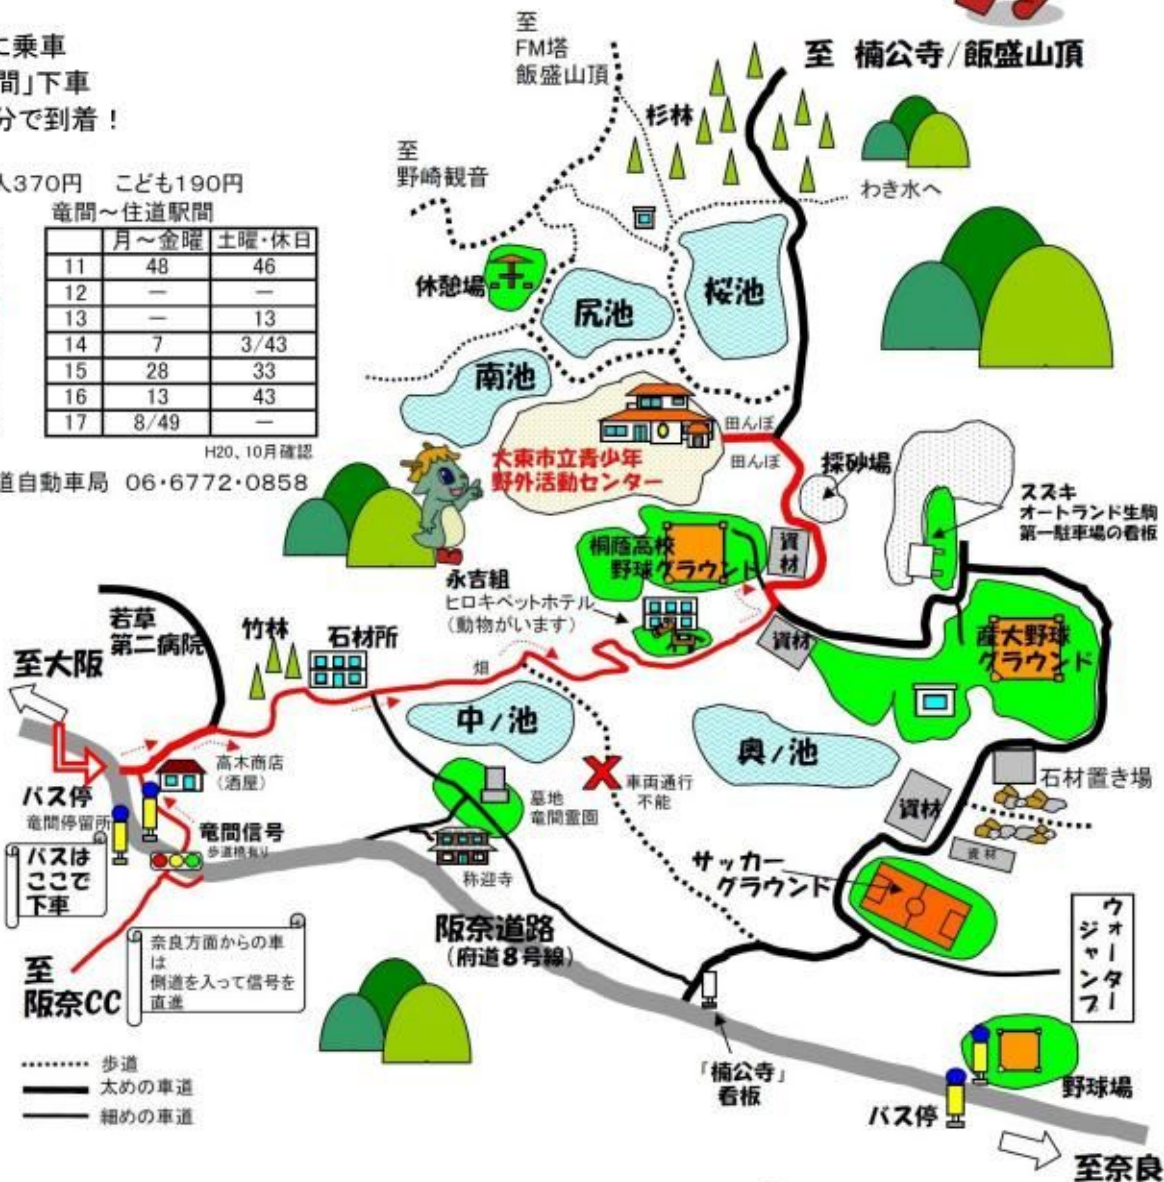 に乗車
間」下車
分で到着！
人370円　こども190円
竜間～住道駅間
月～金曜 土曜・休日
11 48 46
12 － －
13 － 13
14 7 3/43
15 28 33
16 13 43
17 8/49 －
H20、10月確認
道自動車局 06・6772・0858
至
FM塔
飯盛山頂
至 楠公寺/飯盛山頂
杉林
至
野崎観音
わき水へ
休憩場
尻池
桜池
南池
田んぼ
田んぼ
大東市立青少年
野外活動センター
採砂場
スズキ
オートランド生駒
第一駐車場の看板
桐蔭高校
野球グラウンド
資材
永吉組
ヒロキペットホテル
（動物がいます）
資材
産大野球
グラウンド
若草
第二病院
竹林
石材所
至大阪
畑
中ノ池
奥ノ池
高木商店
（酒屋）
バス停
竜間停留所
車両通行
不能
墓地
竜間霊園
石材置き場
資材
資材
竜間信号
歩道橋有り
バスは
ここで
下車
称迎寺
サッカー
グラウンド
ウォーター
ジャンプ
阪奈道路
（府道8号線）
奈良方面からの車
は
側道を入って信号を
直進
至
阪奈CC
「楠公寺」
看板
歩道
太めの車道
細めの車道
野球場
バス停
至奈良